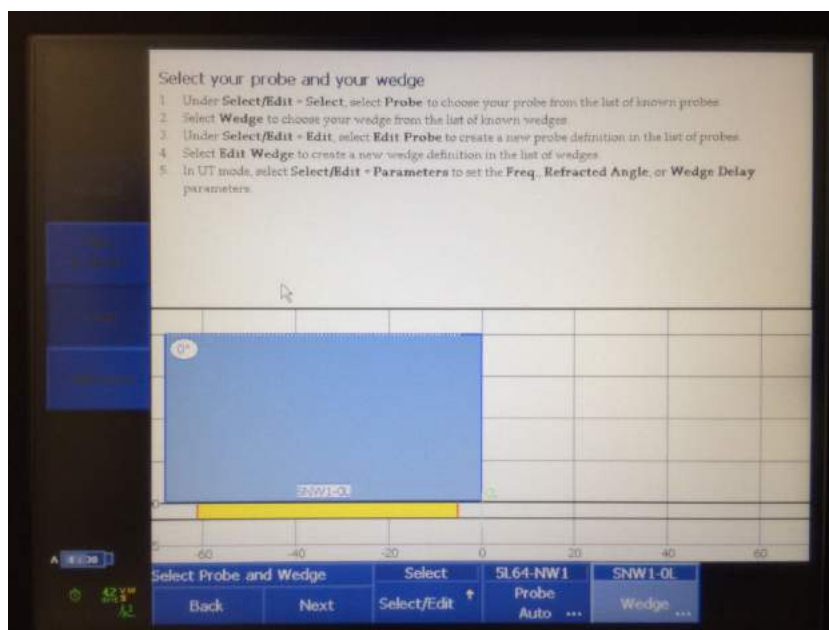 Select your probe and your wedge
1 Under Select/Edit - Select, select Probe to choose your probe from the list of known probes.
2 Select Wedge to choose your wedge from the list of known wedges.
3 Under Select/Edit - Edit, select Edit Probe to create a new probe definition in the list of probes.
4 Select Edit Wedge to create a new wedge definition in the list of wedges.
5. In UT mode, select Select/Edit - Parameters to set the Freq., Refracted Angle, or Wedge Delay
parameters.
0°
SNW1-0L
0
-60 -40 -20 0 20 40 60
A
Select Probe and Wedge Select 5L64-NW1 SNW1-0L
Back Next Select/Edit Probe Wedge ...
Auto ...